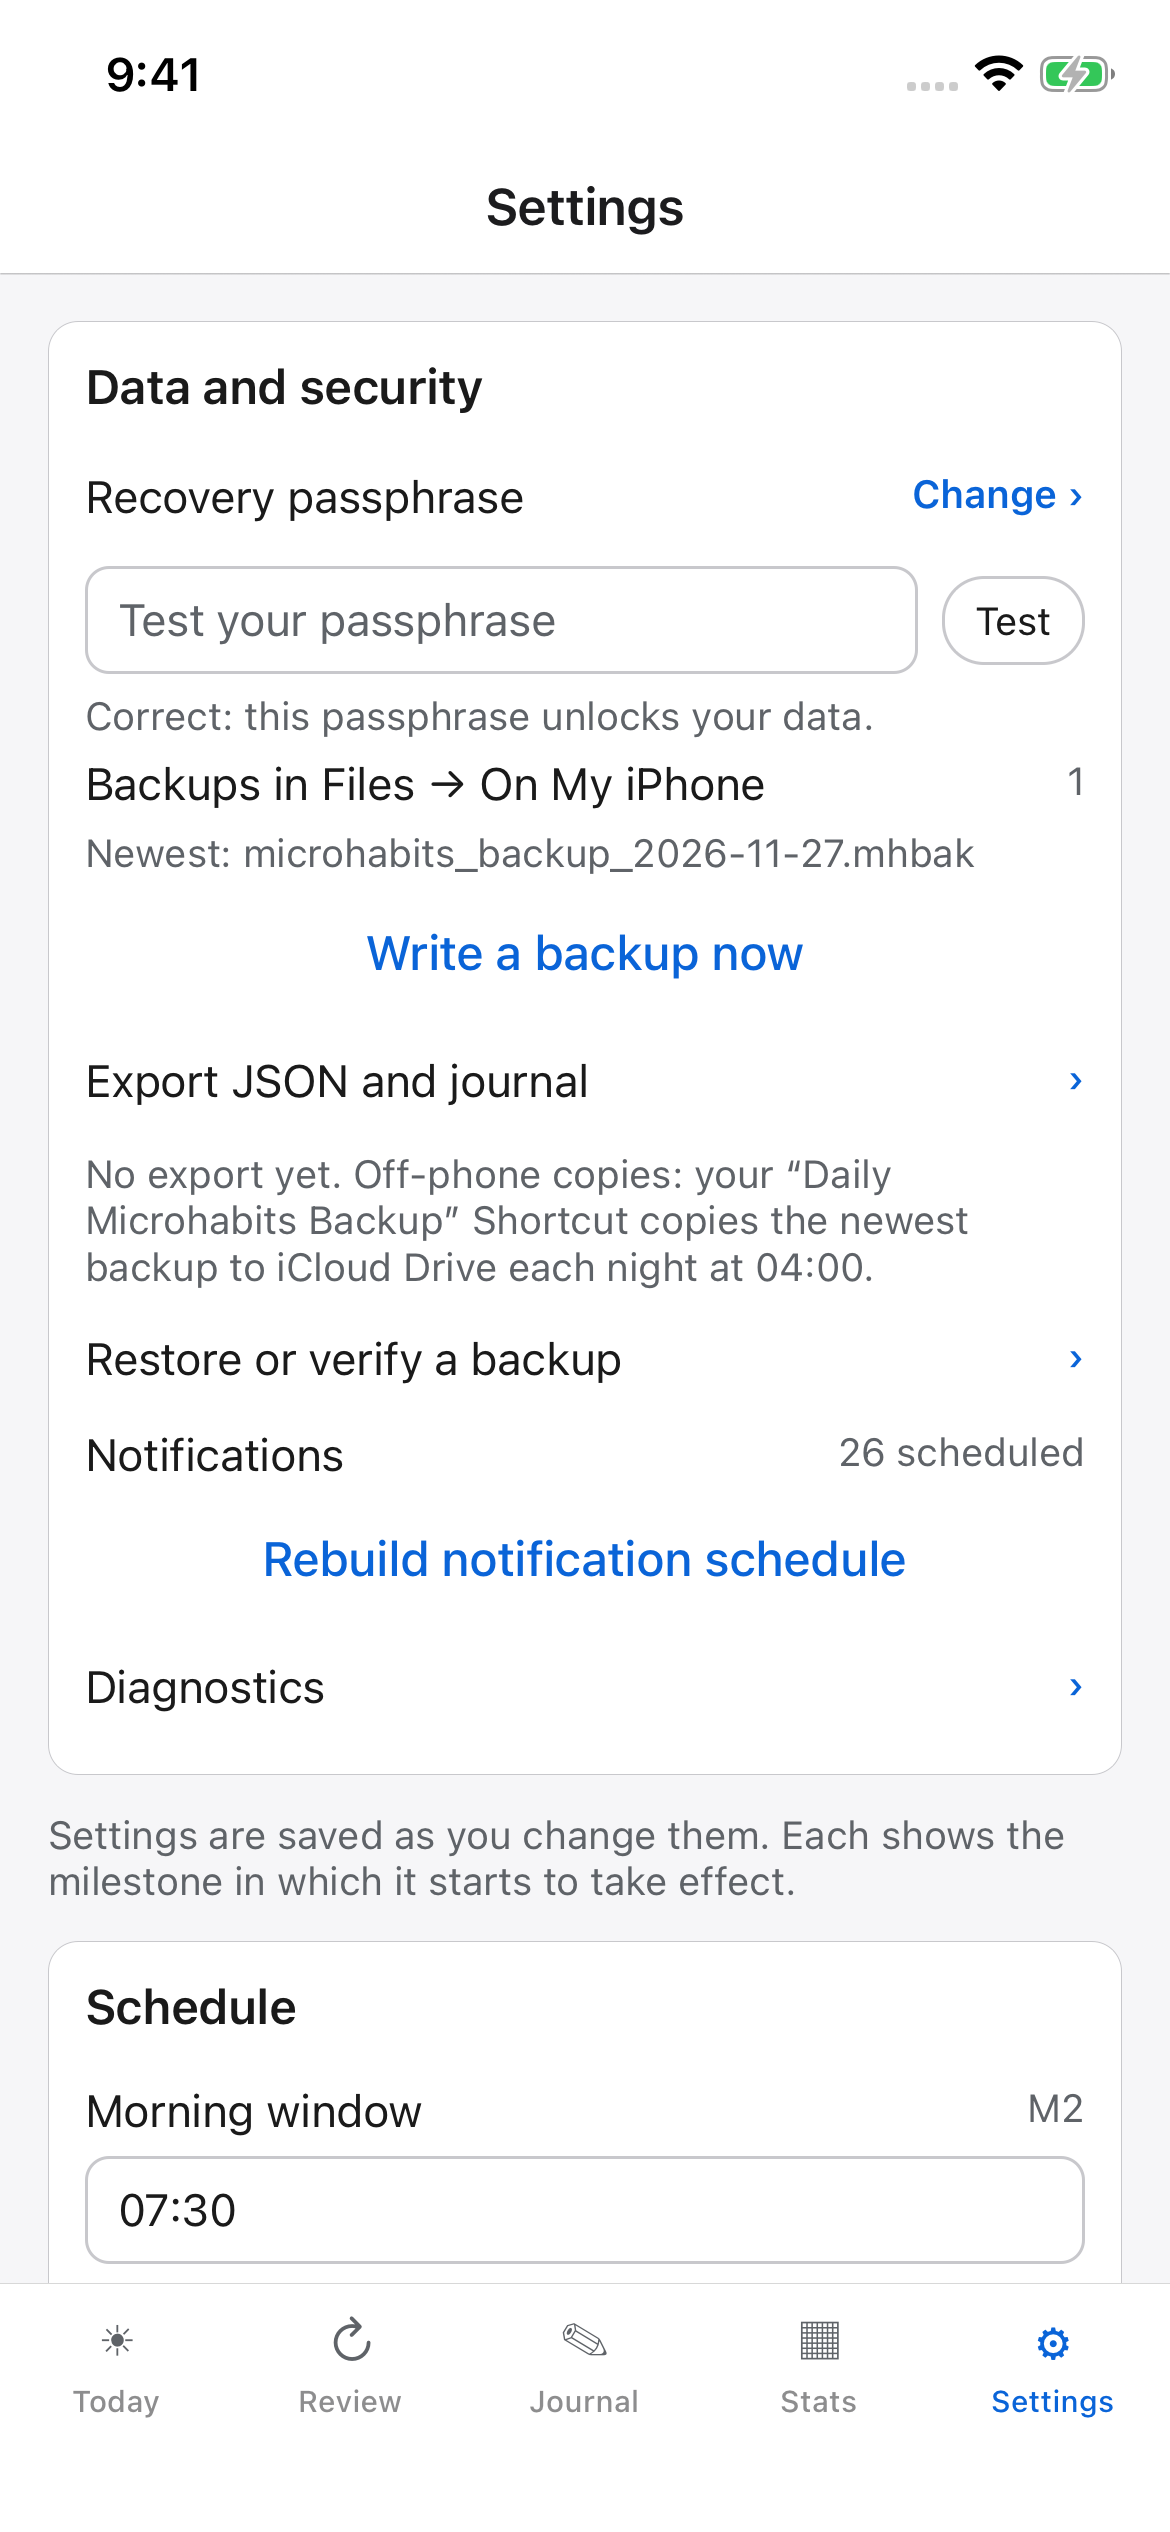 9:41
Settings
Data and security
Recovery passphrase
Change ›
Test your passphrase
Test
Correct: this passphrase unlocks your data.
Backups in Files → On My iPhone
1
Newest: microhabits_backup_2026-11-27.mhbak
Write a backup now
Export JSON and journal
›
No export yet. Off-phone copies: your “Daily
Microhabits Backup” Shortcut copies the newest
backup to iCloud Drive each night at 04:00.
Restore or verify a backup
›
Notifications
26 scheduled
Rebuild notification schedule
Diagnostics
›
Settings are saved as you change them. Each shows the
milestone in which it starts to take effect.
Schedule
Morning window
M2
07:30
Today
Review
Journal
Stats
Settings